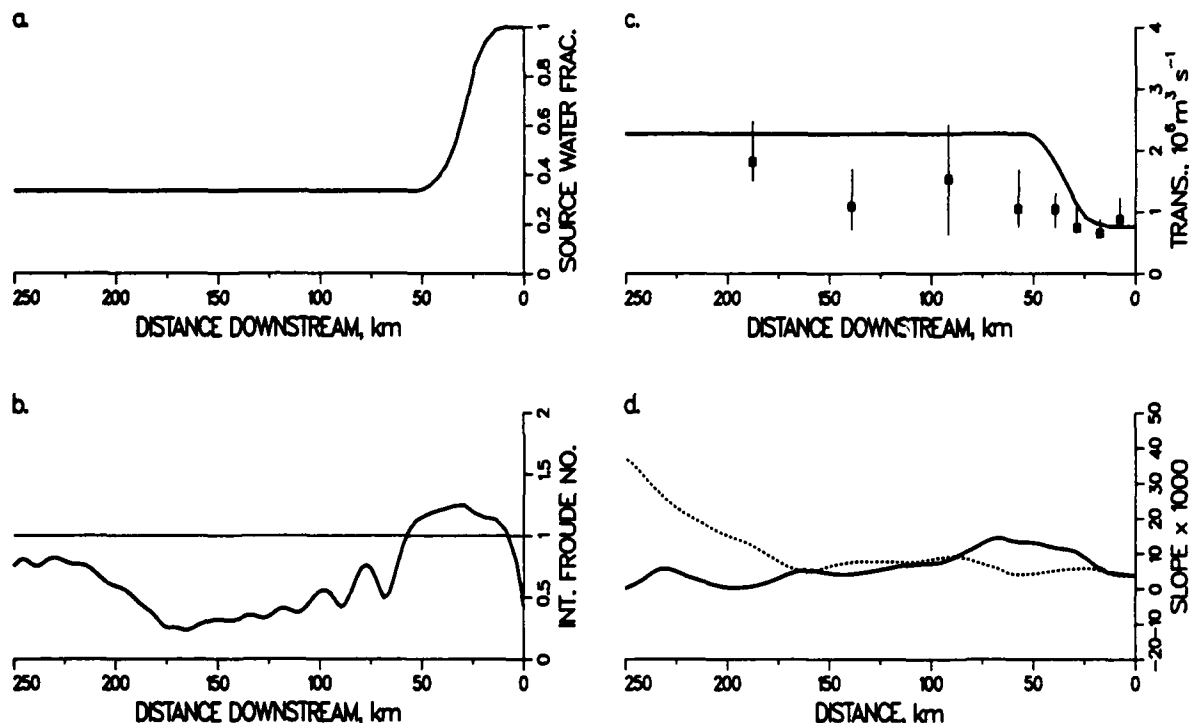 a.
1
0.8
0.6
0.4
0.2
0
SOURCE WATER FRAC.
250 200 150 100 50 0
DISTANCE DOWNSTREAM, km
b.
2
1.5
1
0.5
0
INT. FROUDE NO.
250 200 150 100 50 0
DISTANCE DOWNSTREAM, km
c.
4
3
2
1
0
TRANS., 10⁶ m³ s⁻¹
250 200 150 100 50 0
DISTANCE DOWNSTREAM, km
d.
50
40
30
20
10
0
-10
-20
SLOPE x 1000
250 200 150 100 50 0
DISTANCE, km